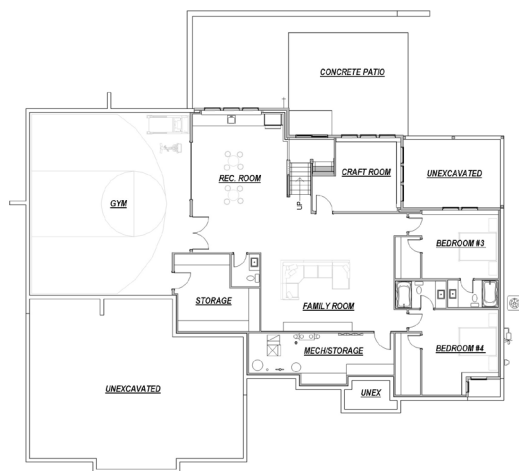 CONCRETE PATIO
REC. ROOM
CRAFT ROOM
UNEXCAVATED
GYM
BEDROOM #3
STORAGE
FAMILY ROOM
MECH/STORAGE
BEDROOM #4
UNEXCAVATED
UNEX